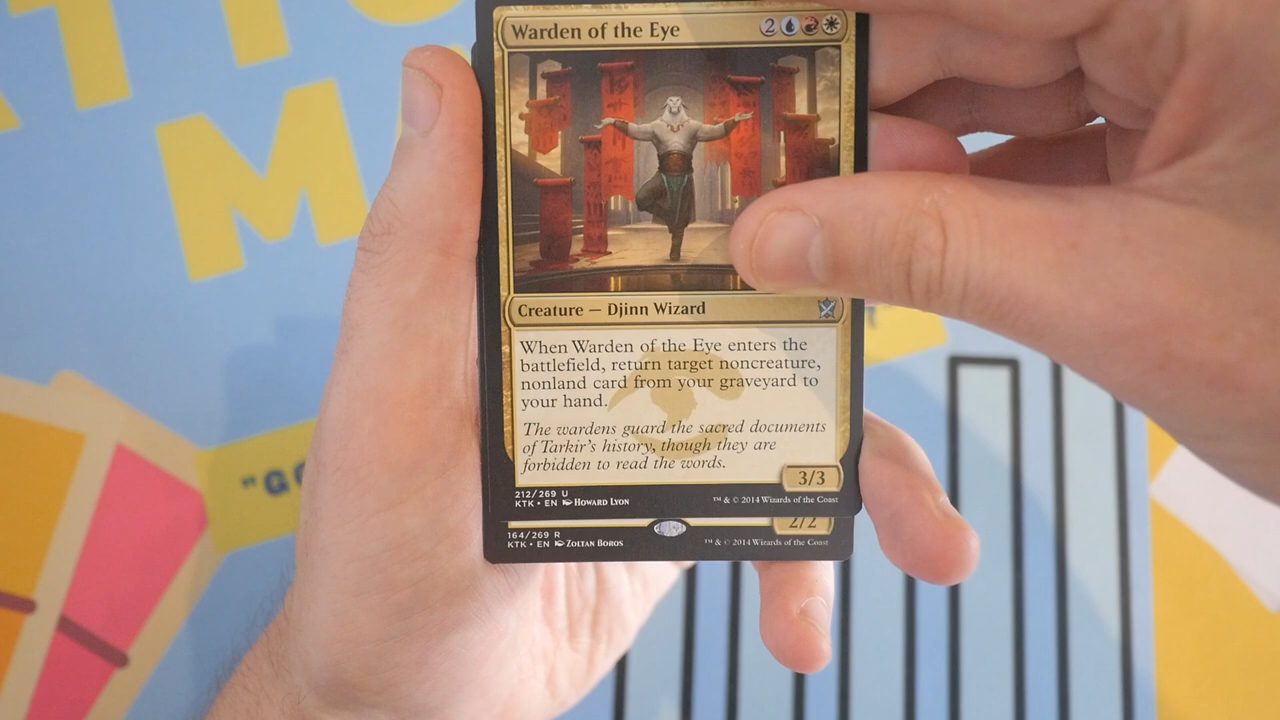 M
Warden of the Eye 2
Creature — Djinn Wizard
When Warden of the Eye enters the
battlefield, return target noncreature,
nonland card from your graveyard to
your hand.
The wardens guard the sacred documents
of Tarkir's history, though they are
forbidden to read the words.
3/3
212/269 U
KTK • EN Howard Lyon ™ & © 2014 Wizards of the Coast
2/2
164/269 R
KTK • EN Zoltan Boros ™ & © 2014 Wizards of the Coast
"GO